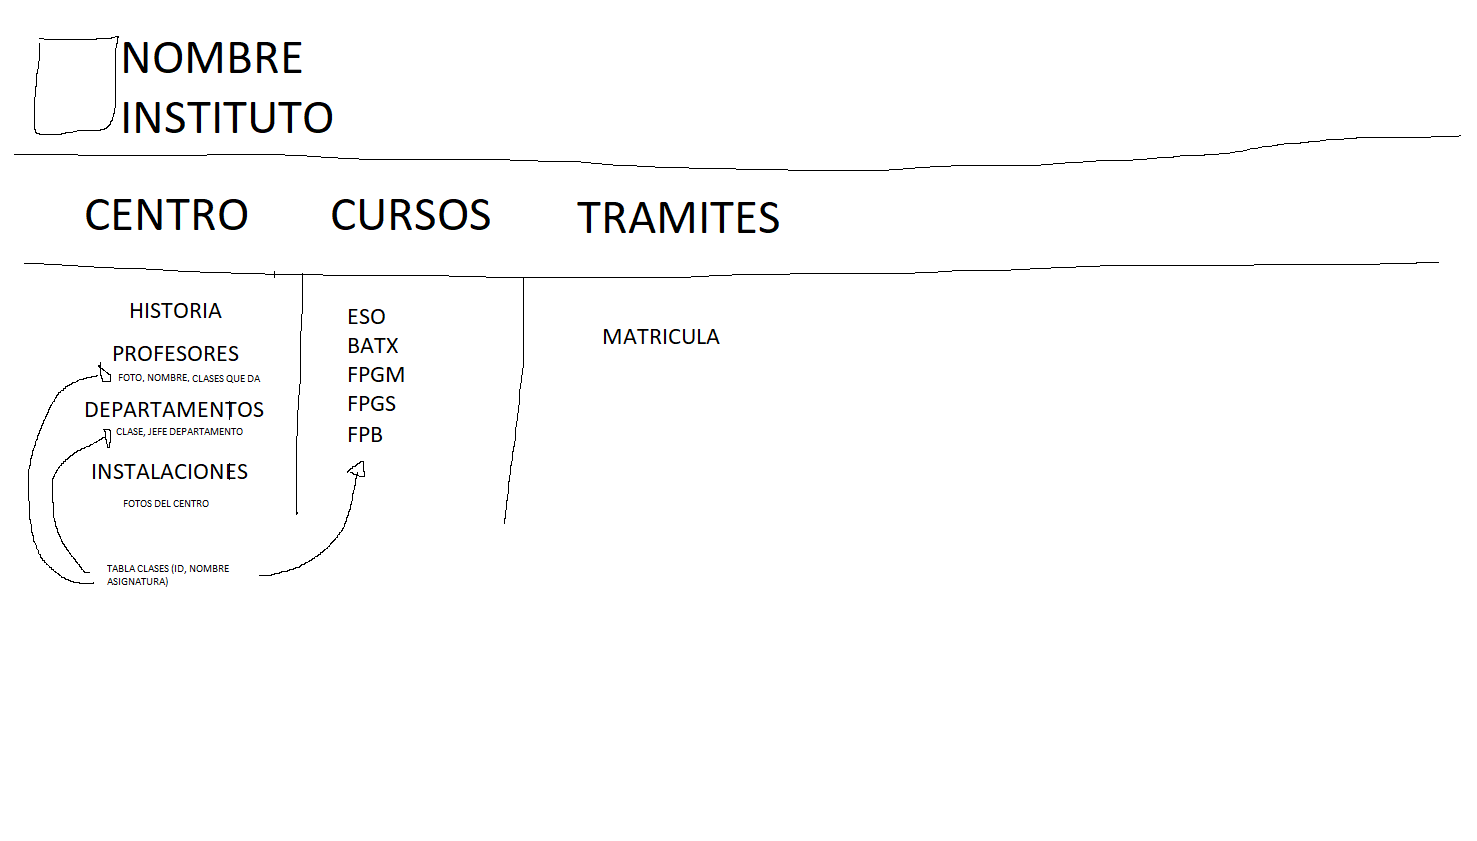 NOMBRE
INSTITUTO
CENTRO
CURSOS
TRAMITES
HISTORIA
PROFESORES
FOTO, NOMBRE, CLASES QUE DA
DEPARTAMENTOS
CLASE, JEFE DEPARTAMENTO
INSTALACIONES
FOTOS DEL CENTRO
TABLA CLASES (ID, NOMBRE
ASIGNATURA)
ESO
BATX
FPGM
FPGS
FPB
MATRICULA